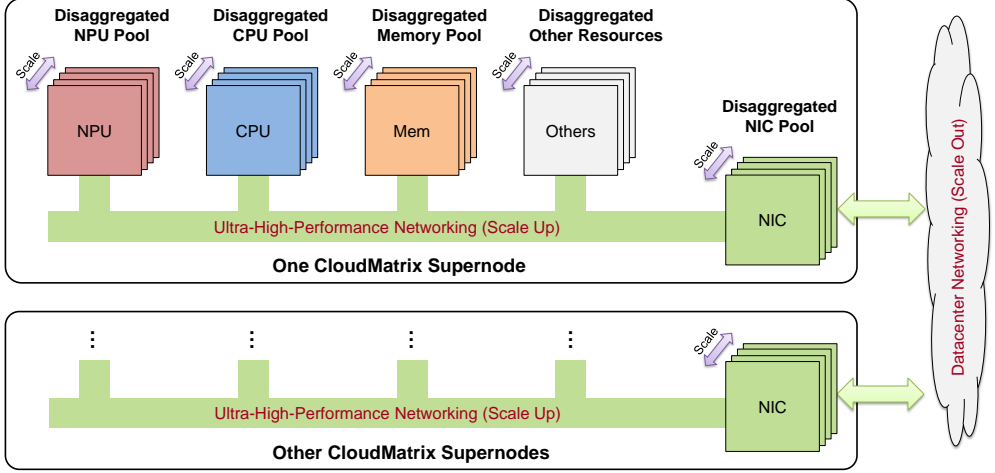 Disaggregated
NPU Pool
Disaggregated
CPU Pool
Disaggregated
Memory Pool
Disaggregated
Other Resources
Scale
Scale
Scale
Scale
NPU
CPU
Mem
Others
Disaggregated
NIC Pool
Scale
NIC
Ultra-High-Performance Networking (Scale Up)
One CloudMatrix Supernode
Datacenter Networking (Scale Out)
...
...
...
...
Scale
NIC
Ultra-High-Performance Networking (Scale Up)
Other CloudMatrix Supernodes